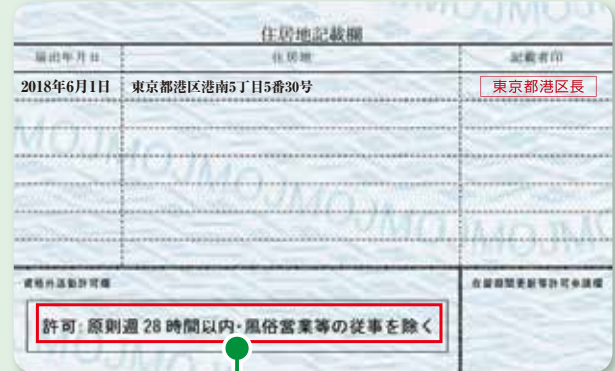 住居地記載欄
届出年月日 住居地 記載者印
2018年6月1日 東京都港区港南5丁目5番30号 東京都港区長
資格外活動許可欄 在留期間更新等許可申請欄
許可:原則週28時間以内・風俗営業等の従事を除く
MOJMOJMOJMOJMOJMOJ